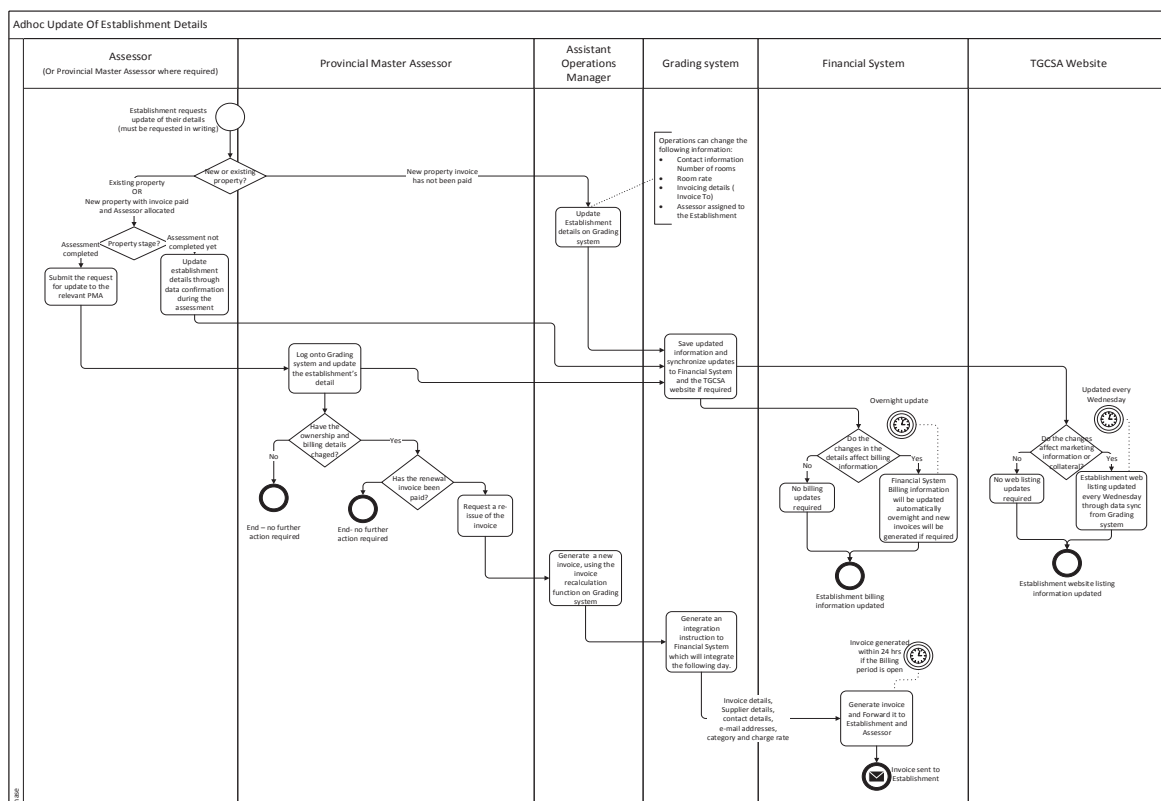 Adhoc Update Of Establishment Details
Assessor
(Or Provincial Master Assessor where required)
Provincial Master Assessor
Assistant
Operations
Manager
Grading system
Financial System
TGCSA Website
Establishment requests
update of their details
(must be requested in writing)
New or existing
property?
New property invoice
has not been paid
Operations can change the
following information:
• Contact information
Number of rooms
• Room rate
• Invoicing details (
Invoice To)
• Assessor assigned to
the Establishment
Existing property
OR
New property with invoice paid
and Assessor allocated
Update
Establishment
details on Grading
system
Property stage?
Assessment
completed
Assessment not
completed yet
Submit the request
for update to the
relevant PMA
Update
establishment
details through
data confirmation
during the
assessment
Log onto Grading
system and update
the establishment's
detail
Save updated
information and
synchronize updates
to Financial System
and the TGCSA
website if required
Overnight update
Updated every
Wednesday
Have the
ownership and
billing details
chaged?
No
Yes
Do the
changes in the
details affect billing
information
No
Yes
Do the changes
affect marketing
information or
collateral?
No
Yes
Has the renewal
invoice been
paid?
No
Yes
No billing
updates
required
Financial System
Billing information
will be updated
automatically
overnight and new
invoices will be
generated if required
No web listing
updates
required
Establishment web
listing updated
every Wednesday
through data sync
from Grading
system
Request a re-
issue of the
invoice
End – no further
action required
End- no further
action required
Generate a new
invoice, using the
invoice
recalculation
function on Grading
system
Establishment billing
information updated
Establishment website listing
information updated
Generate an
integration
instruction to
Financial System
which will integrate
the following day.
Invoice generated
within 24 hrs
if the Billing
period is open
Invoice details,
Supplier details,
contact details,
e-mail addresses,
category and charge rate
Generate invoice
and Forward it to
Establishment and
Assessor
Invoice sent to
Establishment